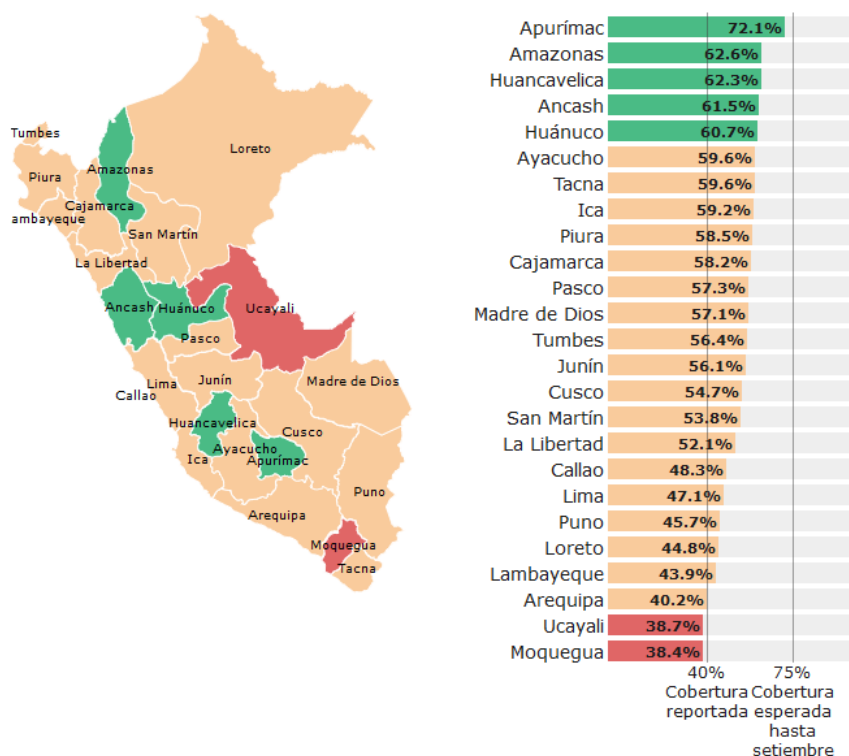 Tumbes
Piura
Amazonas
Loreto
Cajamarca
ambayeque
San Martín
La Libertad
Ancash
Huánuco
Ucayali
Pasco
Lima
Callao
Junín
Madre de Dios
Huancavelica
Cusco
Ayacucho
Ica
Apurímac
Puno
Arequipa
Moquegua
Tacna
Apurímac 72.1%
Amazonas 62.6%
Huancavelica 62.3%
Ancash 61.5%
Huánuco 60.7%
Ayacucho 59.6%
Tacna 59.6%
Ica 59.2%
Piura 58.5%
Cajamarca 58.2%
Pasco 57.3%
Madre de Dios 57.1%
Tumbes 56.4%
Junín 56.1%
Cusco 54.7%
San Martín 53.8%
La Libertad 52.1%
Callao 48.3%
Lima 47.1%
Puno 45.7%
Loreto 44.8%
Lambayeque 43.9%
Arequipa 40.2%
Ucayali 38.7%
Moquegua 38.4%
40%
Cobertura
reportada
75%
Cobertura
esperada
hasta
setiembre